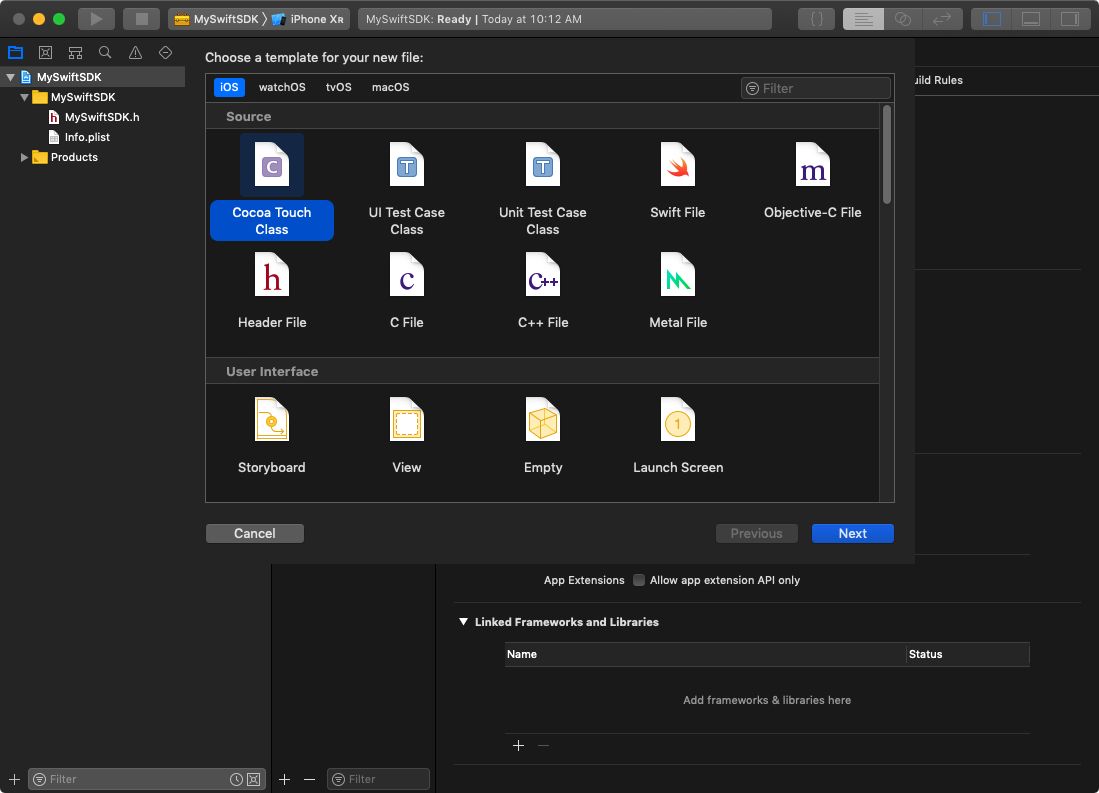 MySwiftSDK
iPhone XR
MySwiftSDK: Ready | Today at 10:12 AM
{ }
MySwiftSDK
MySwiftSDK
h MySwiftSDK.h
Info.plist
Products
Choose a template for your new file:
iOS watchOS tvOS macOS
Filter
uild Rules
Source
C
T
T
m
Cocoa Touch
Class
UI Test Case
Class
Unit Test Case
Class
Swift File
Objective-C File
h
c
C++
Header File
C File
C++ File
Metal File
User Interface
1
Storyboard
View
Empty
Launch Screen
Cancel
Previous
Next
App Extensions Allow app extension API only
Linked Frameworks and Libraries
Name Status
Add frameworks & libraries here
Filter
Filter